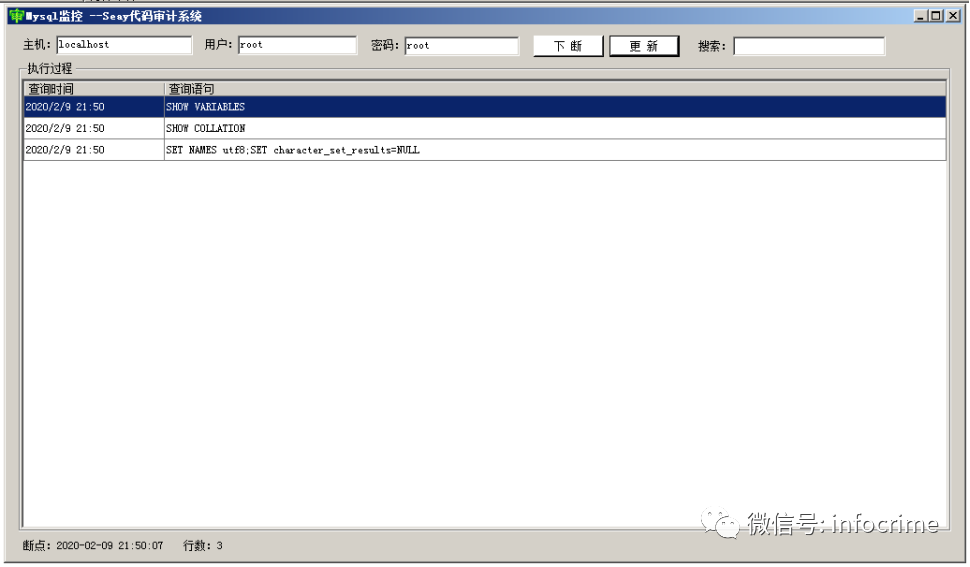 审Mysql监控 --Seay代码审计系统
主机: localhost 用户: root 密码: root 下 断 更 新 搜索:
执行过程
查询时间 查询语句
2020/2/9 21:50 SHOW VARIABLES
2020/2/9 21:50 SHOW COLLATION
2020/2/9 21:50 SET NAMES utf8;SET character_set_results=NULL
微信号: infocrime
断点: 2020-02-09 21:50:07 行数: 3